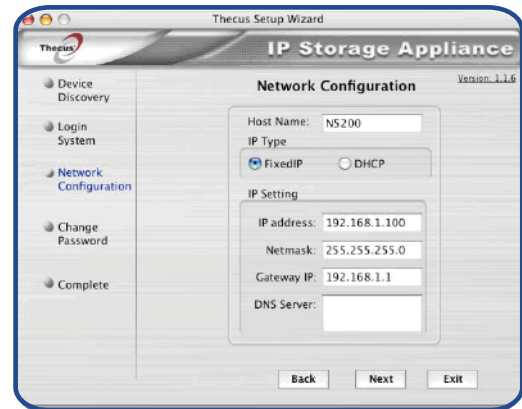 Thecus Setup Wizard
Thecus
IP Storage Appliance
Version: 1.1.6
Device
Discovery
Login
System
Network
Configuration
Change
Password
Complete
Network Configuration
Host Name: N5200
IP Type
FixedIP DHCP
IP Setting
IP address: 192.168.1.100
Netmask: 255.255.255.0
Gateway IP: 192.168.1.1
DNS Server:
Back Next Exit